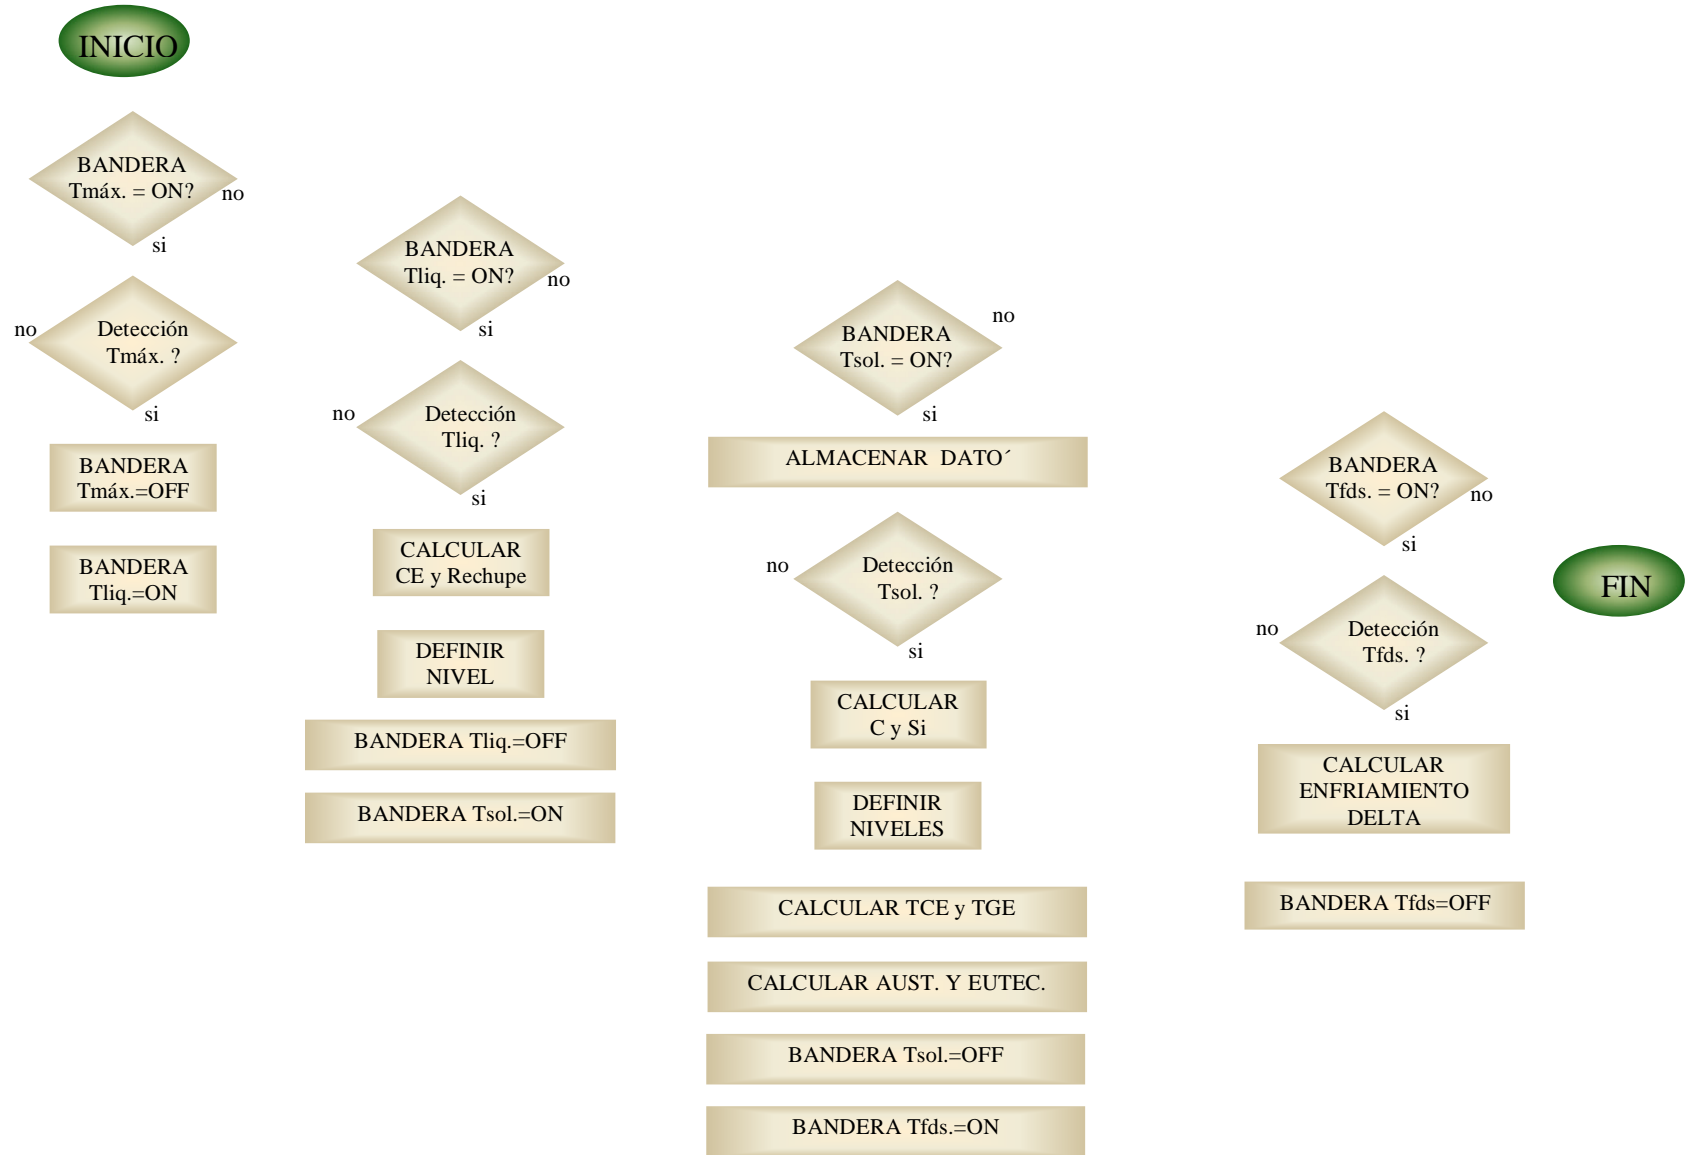 INICIO
BANDERA
Tmáx. = ON?
no
si
Detección
Tmáx. ?
no
si
BANDERA
Tmáx.=OFF
BANDERA
Tliq.=ON
BANDERA
Tliq. = ON?
no
si
Detección
Tliq. ?
no
si
CALCULAR
CE y Rechupe
DEFINIR
NIVEL
BANDERA Tliq.=OFF
BANDERA Tsol.=ON
no
BANDERA
Tsol. = ON?
si
ALMACENAR  DATO´
no
Detección
Tsol. ?
si
CALCULAR
C y Si
DEFINIR
NIVELES
CALCULAR TCE y TGE
CALCULAR AUST. Y EUTEC.
BANDERA Tsol.=OFF
BANDERA Tfds.=ON
BANDERA
Tfds. = ON?
no
si
no
Detección
Tfds. ?
si
CALCULAR
ENFRIAMIENTO
DELTA
BANDERA Tfds=OFF
FIN